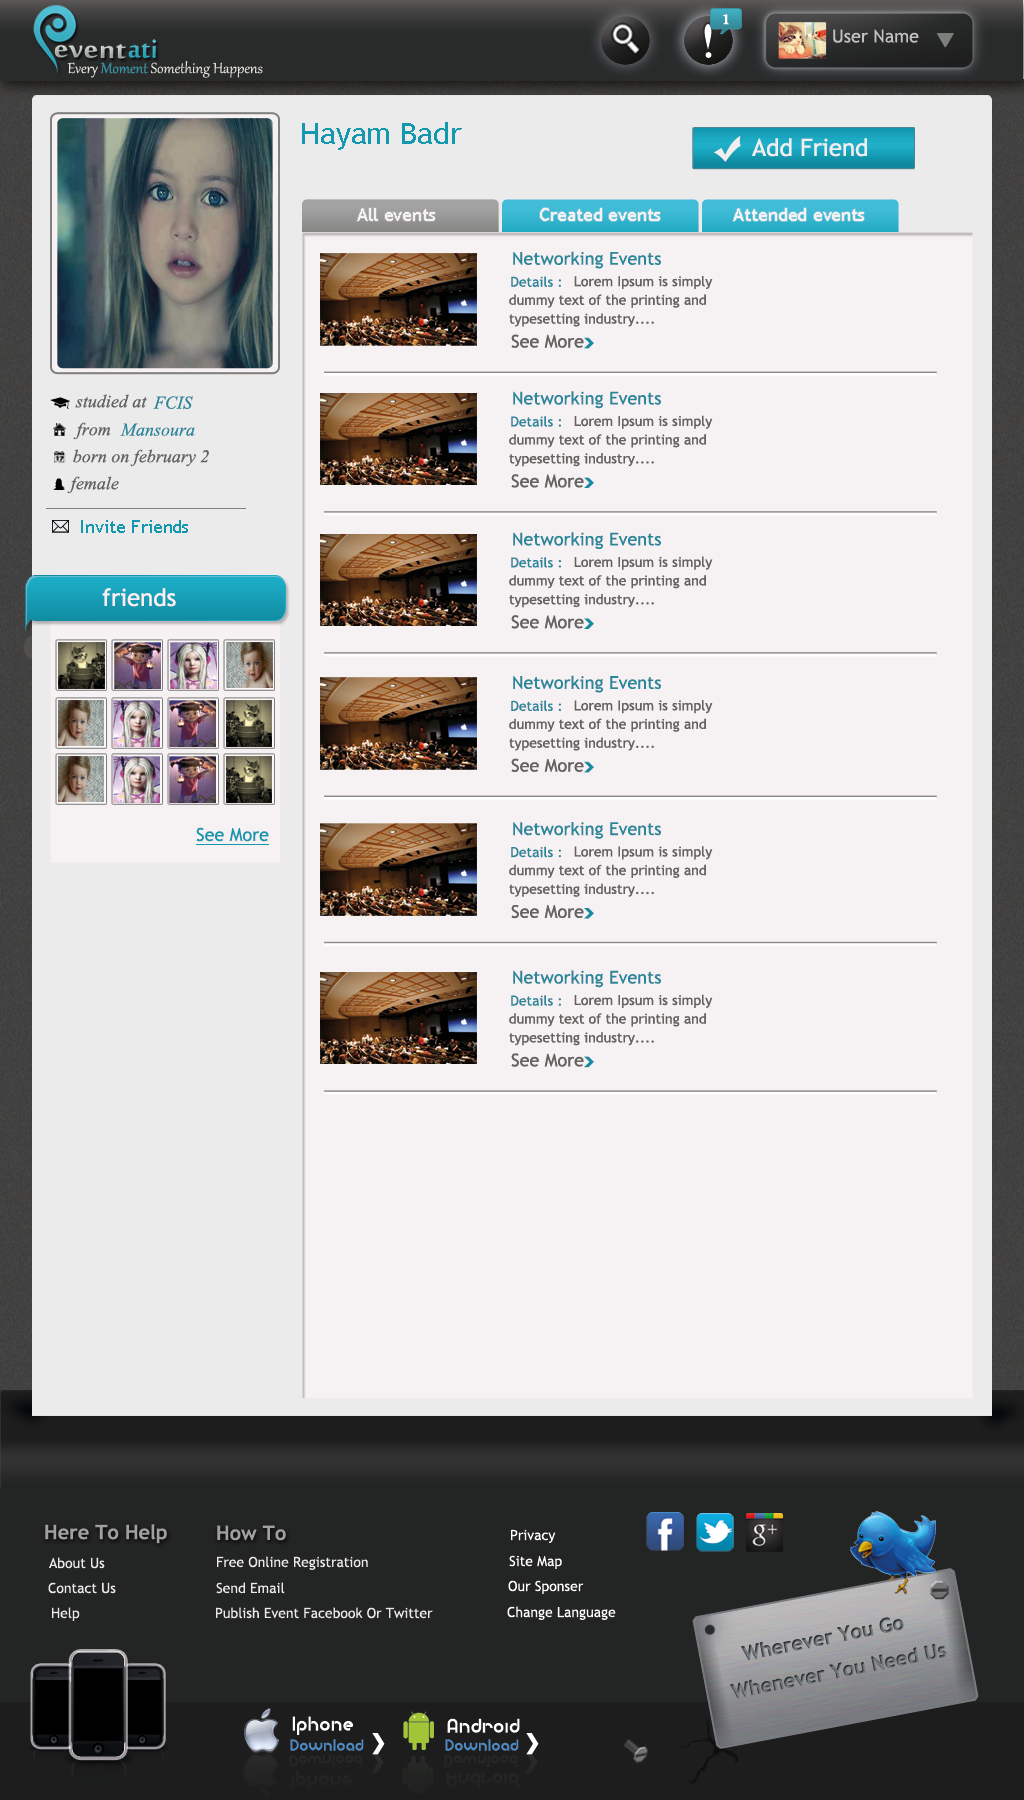 eventati
Every Moment Something Happens
1
User Name
Hayam Badr
Add Friend
All events
Created events
Attended events
studied at FCIS
from Mansoura
born on february 2
female
Invite Friends
friends
See More
Networking Events
Details : Lorem Ipsum is simply
dummy text of the printing and
typesetting industry....
See More
Networking Events
Details : Lorem Ipsum is simply
dummy text of the printing and
typesetting industry....
See More
Networking Events
Details : Lorem Ipsum is simply
dummy text of the printing and
typesetting industry....
See More
Networking Events
Details : Lorem Ipsum is simply
dummy text of the printing and
typesetting industry....
See More
Networking Events
Details : Lorem Ipsum is simply
dummy text of the printing and
typesetting industry....
See More
Networking Events
Details : Lorem Ipsum is simply
dummy text of the printing and
typesetting industry....
See More
Here To Help
About Us
Contact Us
Help
How To
Free Online Registration
Send Email
Publish Event Facebook Or Twitter
Privacy
Site Map
Our Sponser
Change Language
f
g+
Wherever You Go
Whenever You Need Us
Iphone
Download
Android
Download